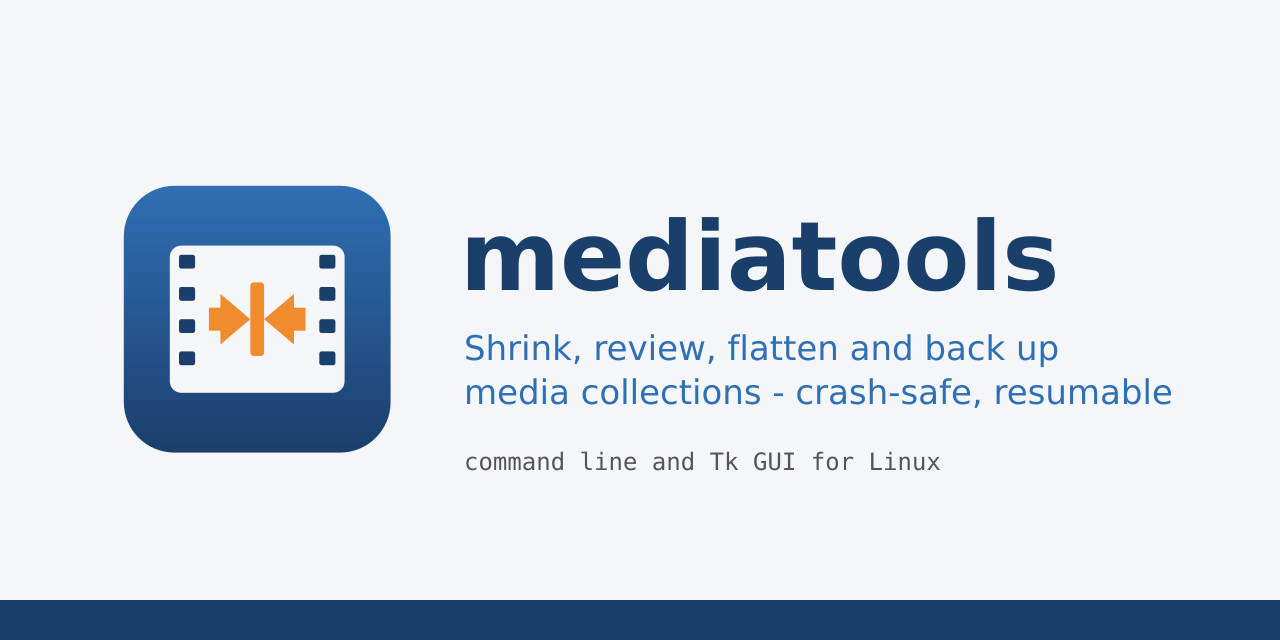 mediatools
Shrink, review, flatten and back up
media collections - crash-safe, resumable
command line and Tk GUI for Linux